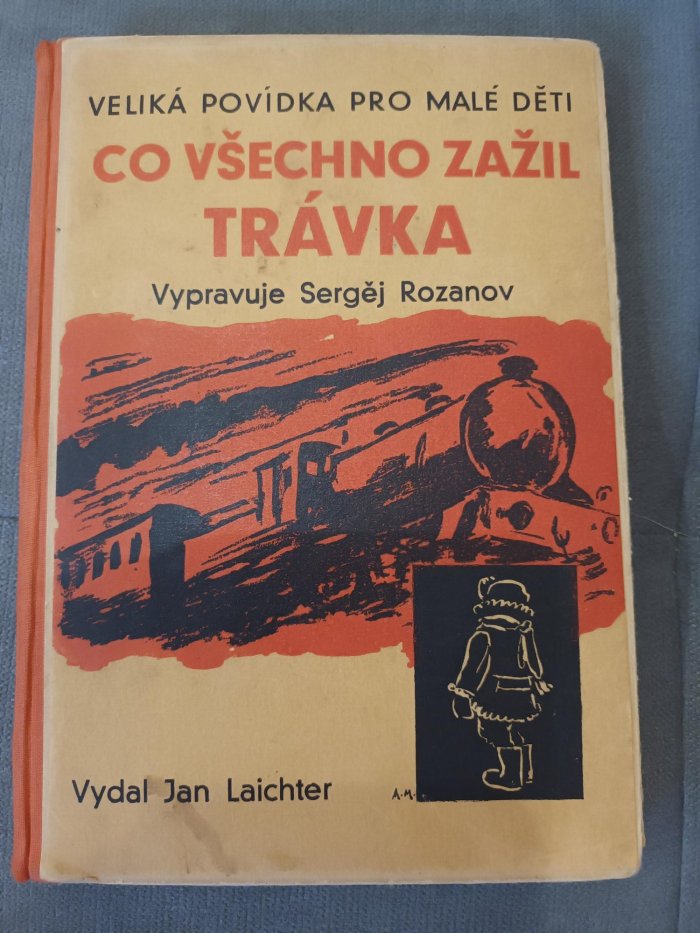 VELIKÁ POVÍDKA PRO MALÉ DĚTI
CO VŠECHNO ZAŽIL
TRÁVKA
Vypravuje Sergěj Rozanov
Vydal Jan Laichter
A.M.